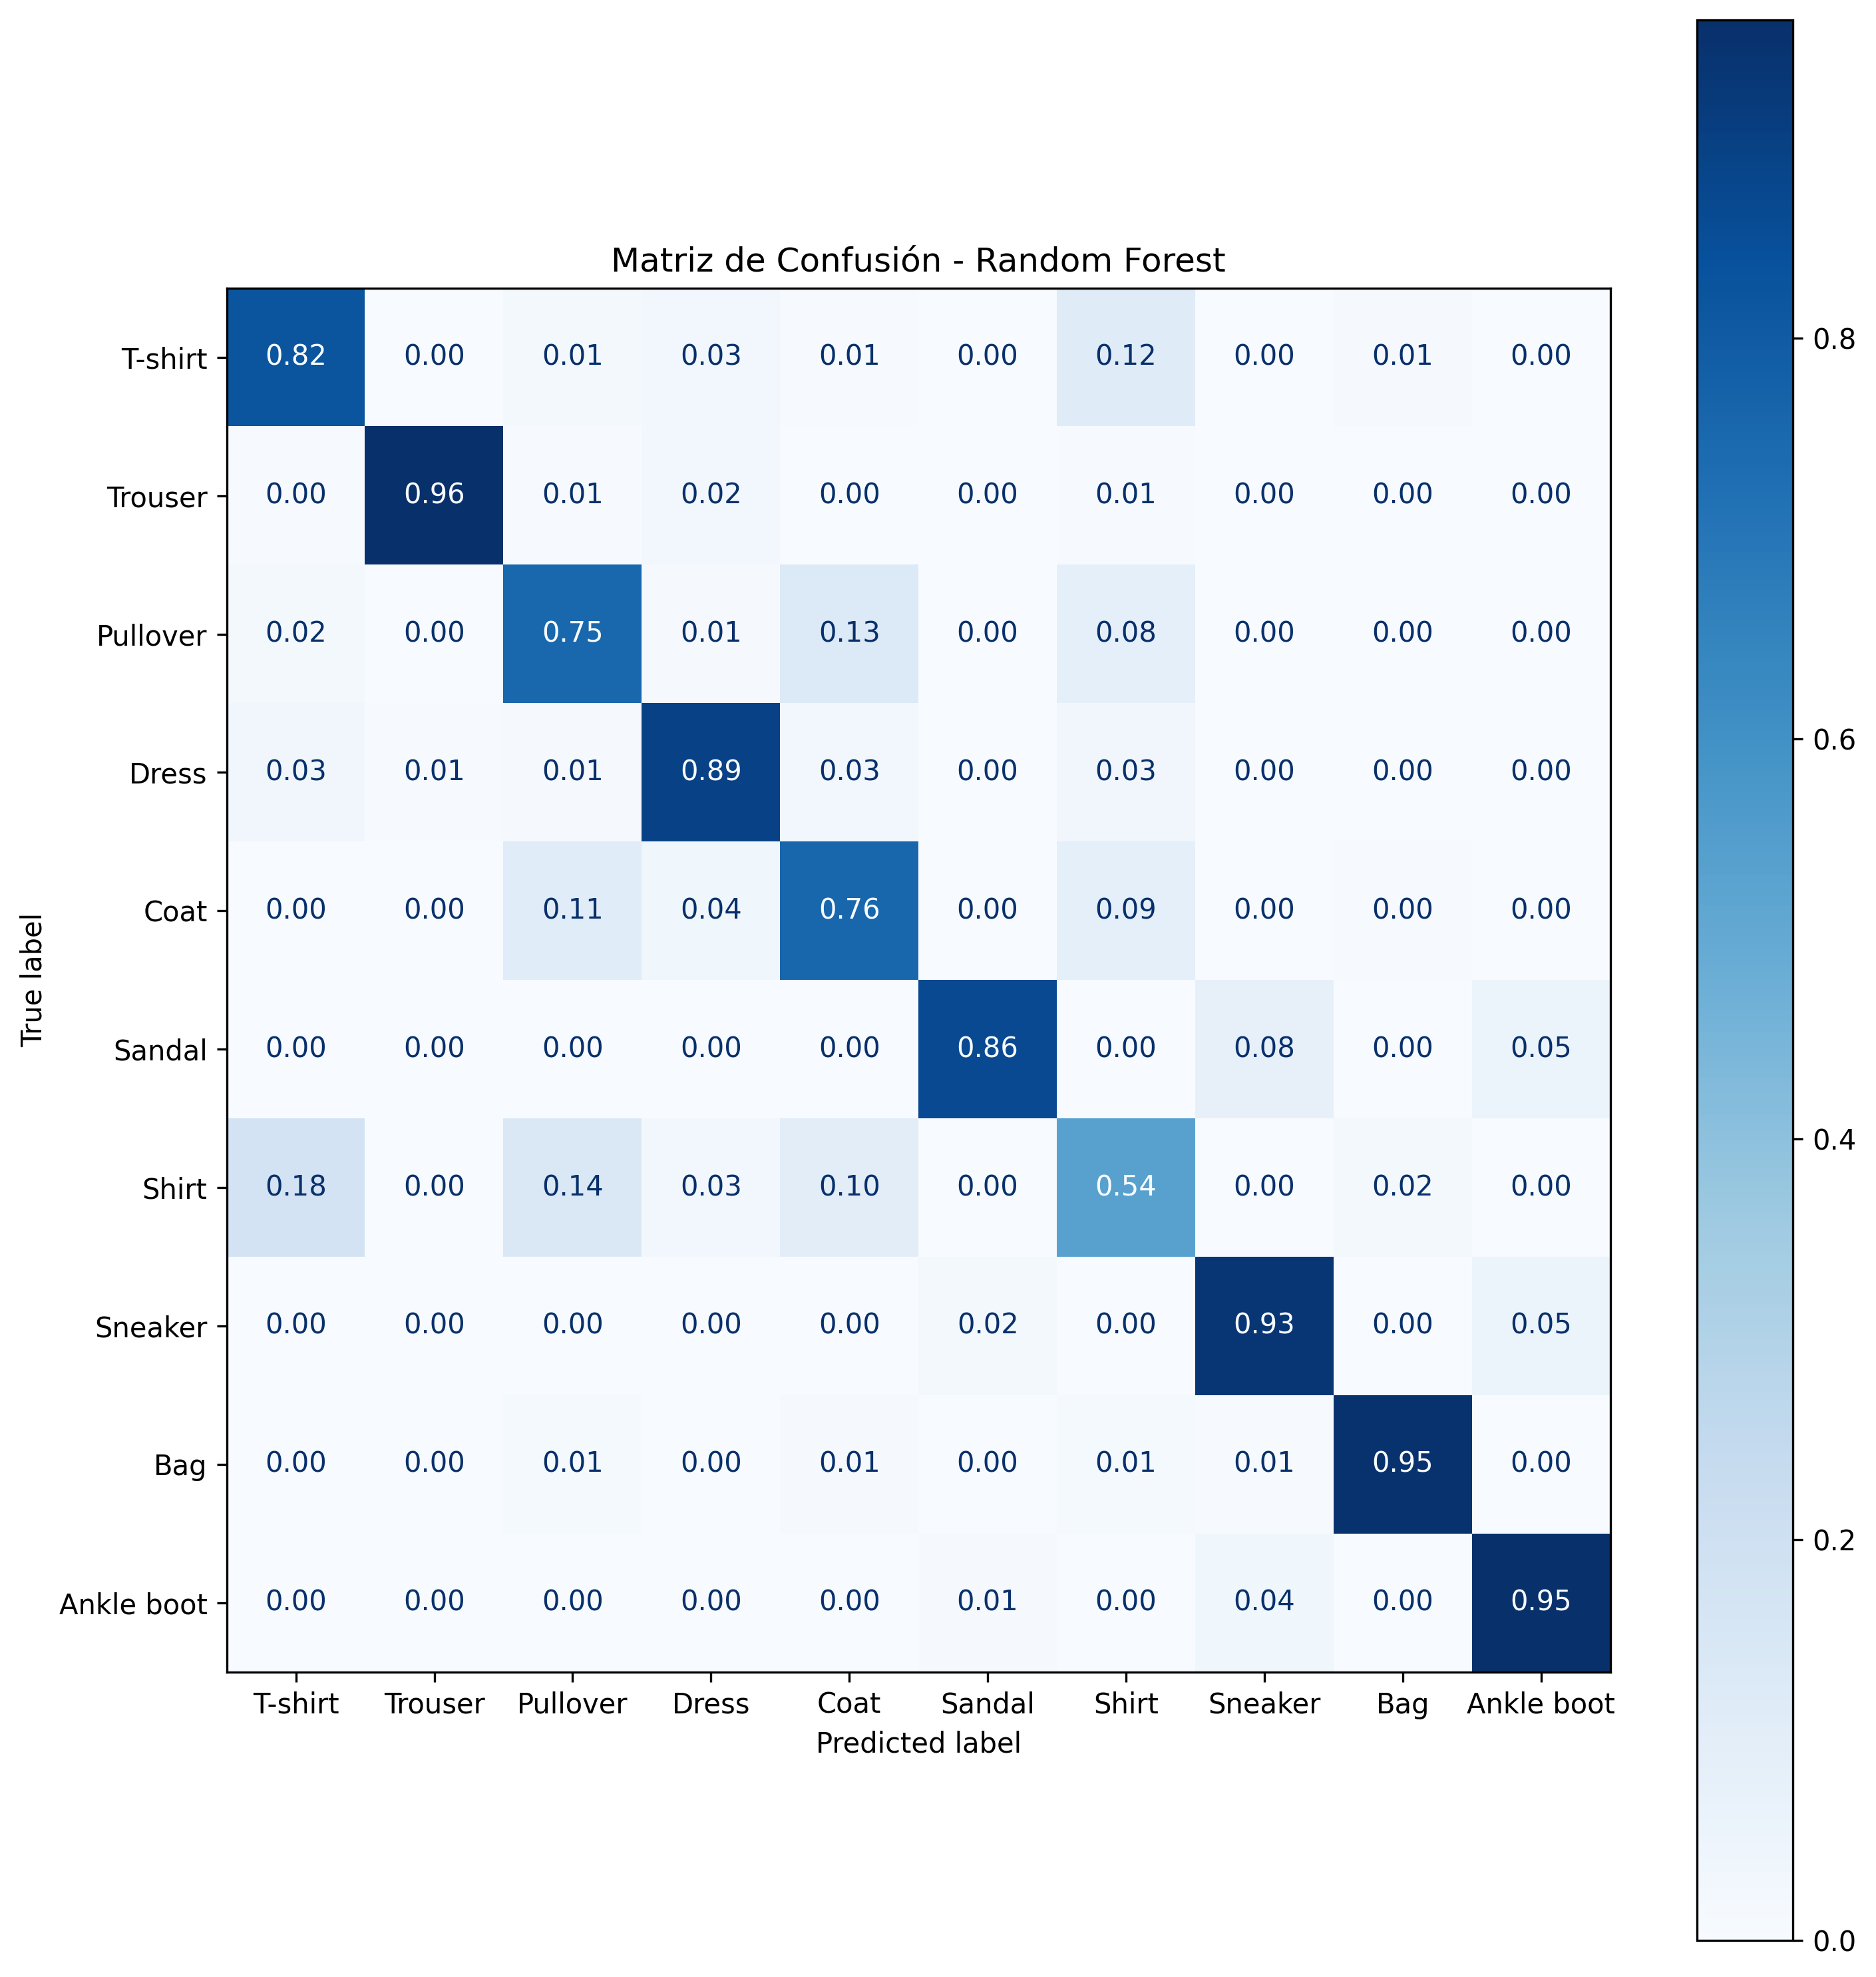 Matriz de Confusión - Random Forest
T-shirt 0.82 0.00 0.01 0.03 0.01 0.00 0.12 0.00 0.01 0.00
Trouser 0.00 0.96 0.01 0.02 0.00 0.00 0.01 0.00 0.00 0.00
Pullover 0.02 0.00 0.75 0.01 0.13 0.00 0.08 0.00 0.00 0.00
Dress 0.03 0.01 0.01 0.89 0.03 0.00 0.03 0.00 0.00 0.00
Coat 0.00 0.00 0.11 0.04 0.76 0.00 0.09 0.00 0.00 0.00
Sandal 0.00 0.00 0.00 0.00 0.00 0.86 0.00 0.08 0.00 0.05
Shirt 0.18 0.00 0.14 0.03 0.10 0.00 0.54 0.00 0.02 0.00
Sneaker 0.00 0.00 0.00 0.00 0.00 0.02 0.00 0.93 0.00 0.05
Bag 0.00 0.00 0.01 0.00 0.01 0.00 0.01 0.01 0.95 0.00
Ankle boot 0.00 0.00 0.00 0.00 0.00 0.01 0.00 0.04 0.00 0.95
T-shirt Trouser Pullover Dress Coat Sandal Shirt Sneaker Bag Ankle boot
Predicted label
True label
0.8
0.6
0.4
0.2
0.0